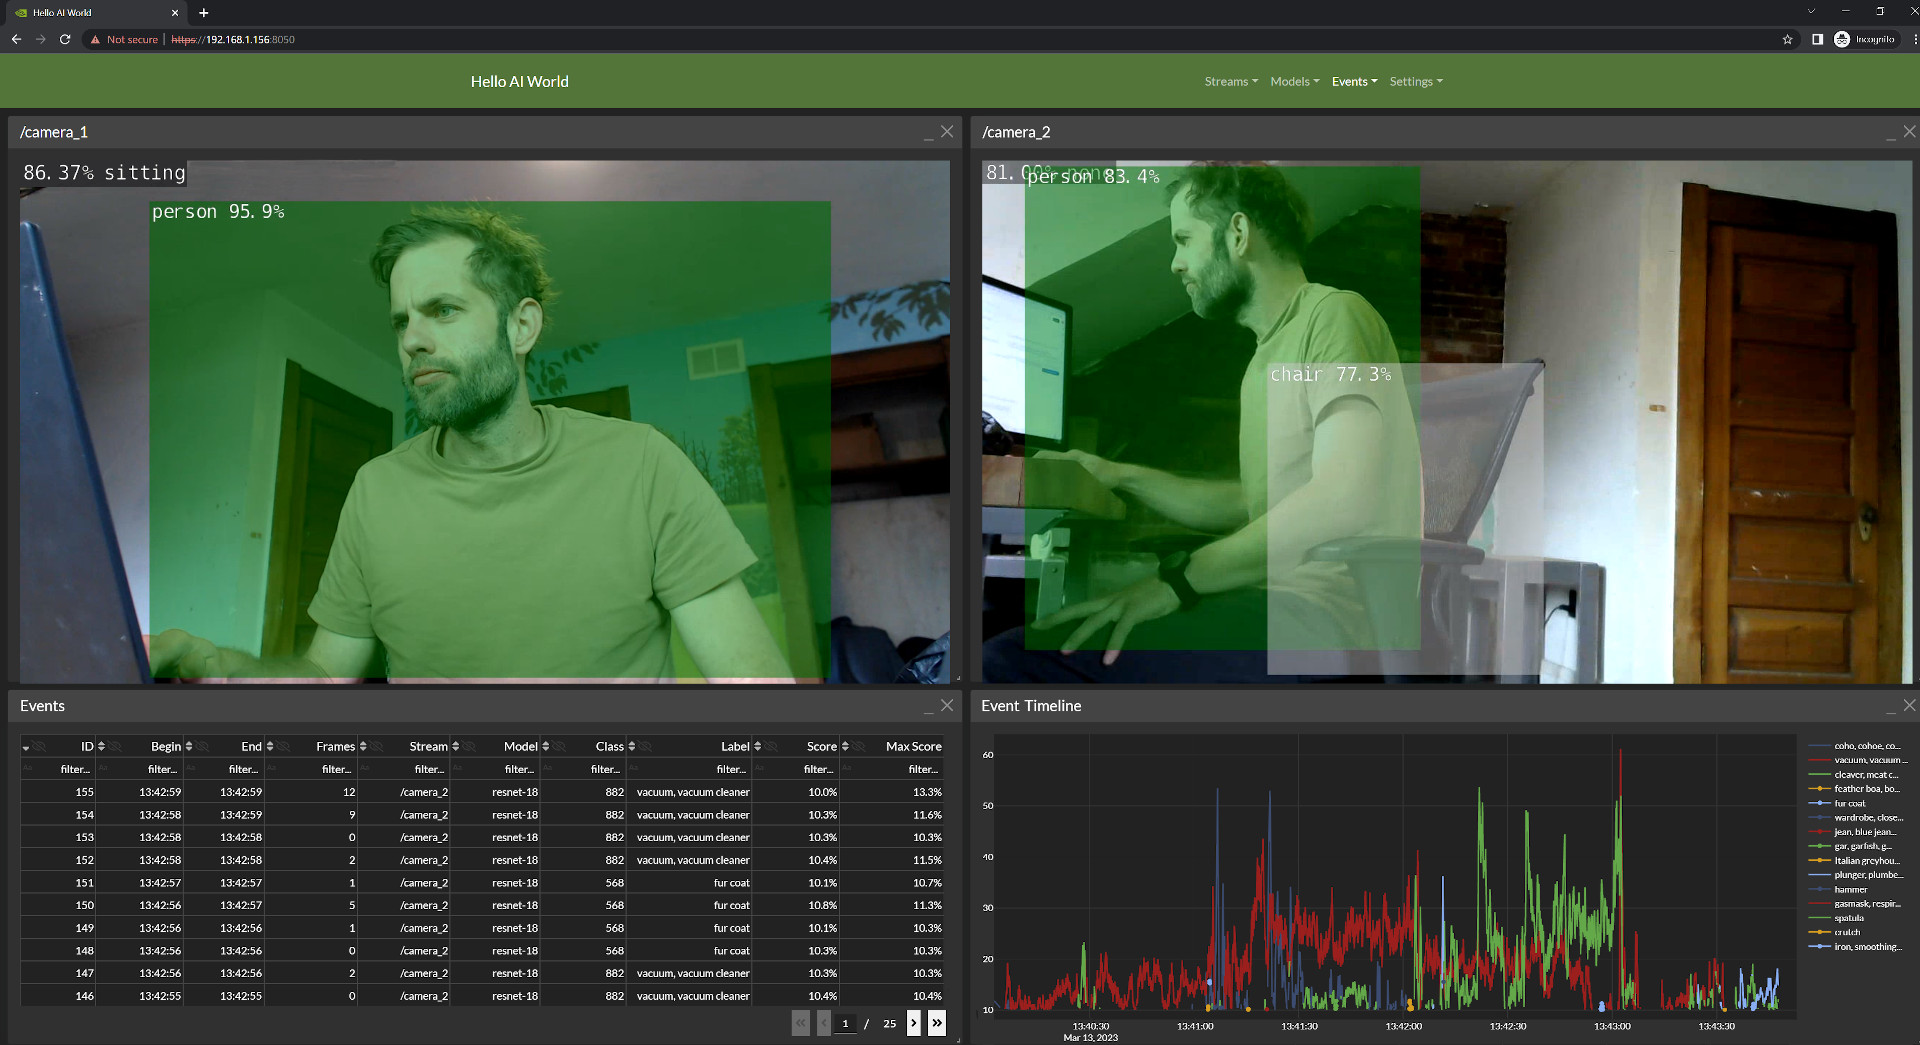 Hello AI World
Not secure https://192.168.1.156:8050
Incognito
Hello AI World
Streams Models Events Settings
/camera_1
86.37% sitting
person 95.9%
/camera_2
81.00% none
person 83.4%
chair 77.3%
Events
ID Begin End Frames Stream Model Class Label Score Max Score
filter... filter... filter... filter... filter... filter... filter... filter... filter... filter...
155 13:42:59 13:42:59 12 /camera_2 resnet-18 882 vacuum, vacuum cleaner 10.0% 13.3%
154 13:42:58 13:42:59 9 /camera_2 resnet-18 882 vacuum, vacuum cleaner 10.3% 11.6%
153 13:42:58 13:42:58 0 /camera_2 resnet-18 882 vacuum, vacuum cleaner 10.3% 10.3%
152 13:42:58 13:42:58 2 /camera_2 resnet-18 882 vacuum, vacuum cleaner 10.4% 11.5%
151 13:42:57 13:42:57 1 /camera_2 resnet-18 568 fur coat 10.1% 10.7%
150 13:42:56 13:42:57 5 /camera_2 resnet-18 568 fur coat 10.8% 11.3%
149 13:42:56 13:42:56 1 /camera_2 resnet-18 568 fur coat 10.1% 10.3%
148 13:42:56 13:42:56 0 /camera_2 resnet-18 568 fur coat 10.3% 10.3%
147 13:42:56 13:42:56 2 /camera_2 resnet-18 882 vacuum, vacuum cleaner 10.3% 10.3%
146 13:42:55 13:42:55 0 /camera_2 resnet-18 882 vacuum, vacuum cleaner 10.4% 10.4%
1 / 25
Event Timeline
60
50
40
30
20
10
13:40:30 13:41:00 13:41:30 13:42:00 13:42:30 13:43:00 13:43:30
Mar 13, 2023
coho, cohoe, co...
vacuum, vacuum ...
cleaver, meat c...
feather boa, bo...
fur coat
wardrobe, close...
jean, blue jean...
gar, garfish, g...
Italian greyhou...
plunger, plumbe...
hammer
gasmask, respir...
spatula
crutch
iron, smoothing...